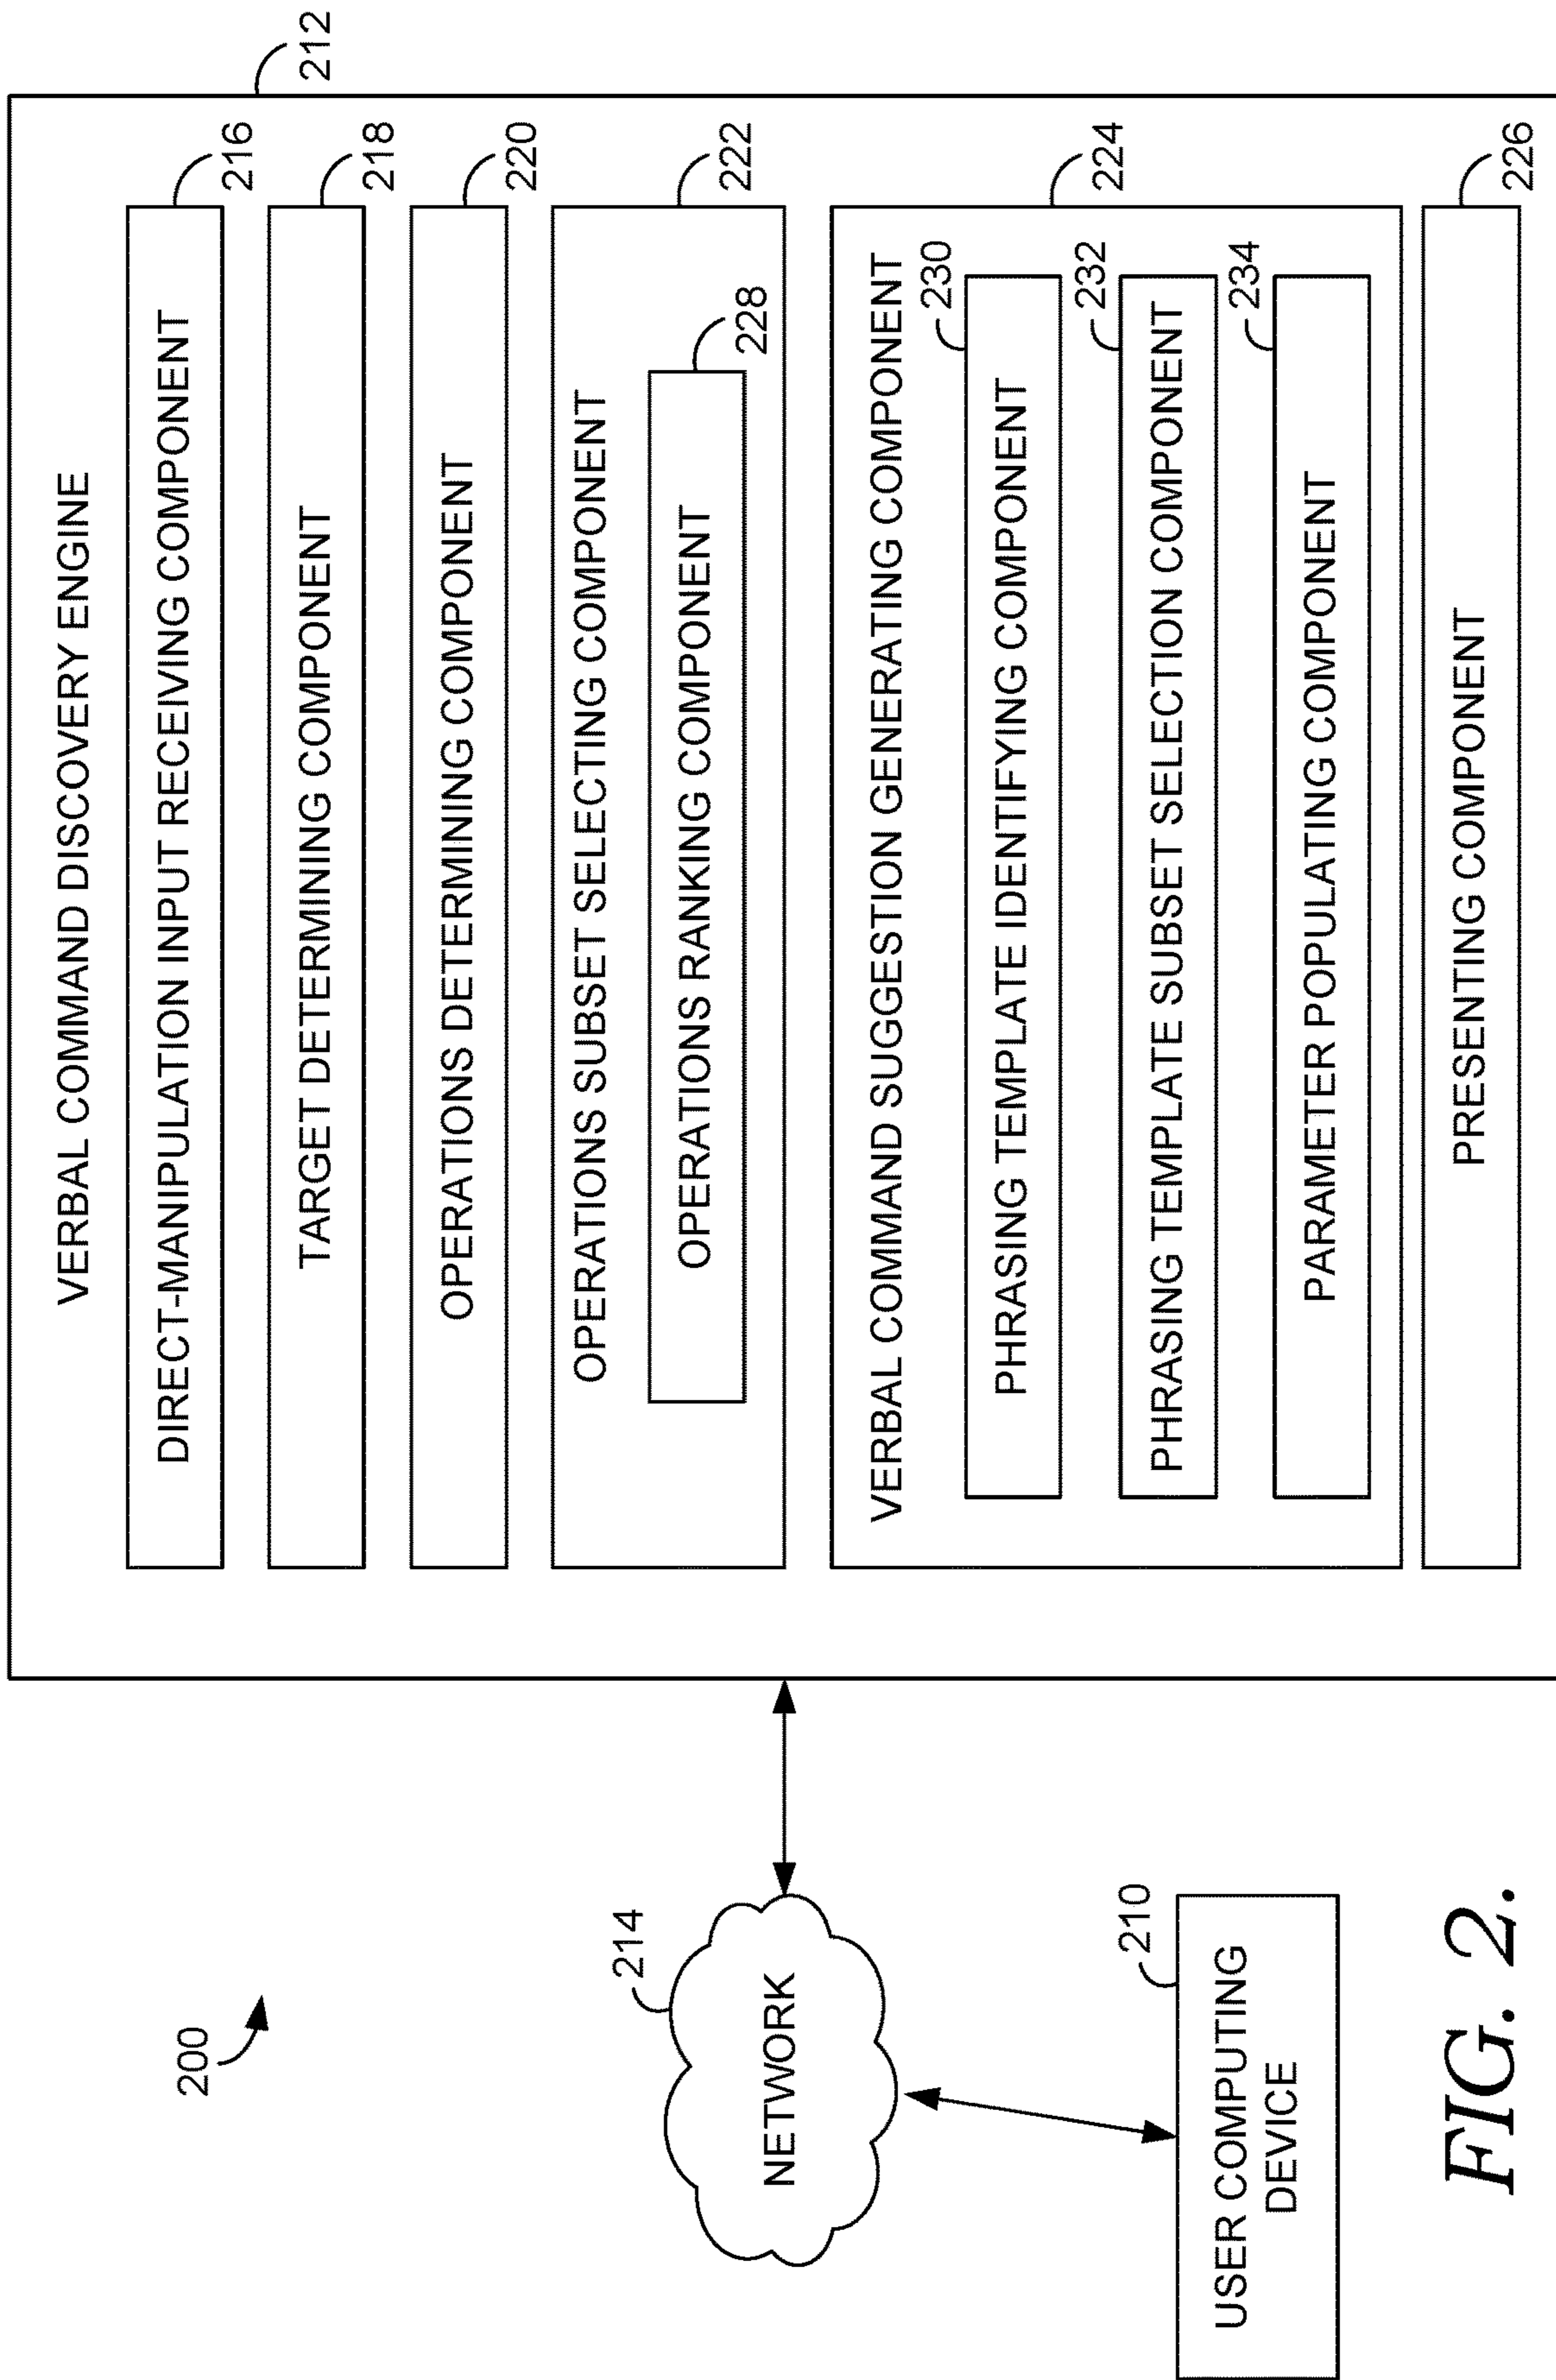 200
USER COMPUTING
DEVICE
210
NETWORK
214
VERBAL COMMAND DISCOVERY ENGINE
212
DIRECT-MANIPULATION INPUT RECEIVING COMPONENT
216
TARGET DETERMINING COMPONENT
218
OPERATIONS DETERMINING COMPONENT
220
OPERATIONS SUBSET SELECTING COMPONENT
222
OPERATIONS RANKING COMPONENT
228
VERBAL COMMAND SUGGESTION GENERATING COMPONENT
224
PHRASING TEMPLATE IDENTIFYING COMPONENT
230
PHRASING TEMPLATE SUBSET SELECTION COMPONENT
232
PARAMETER POPULATING COMPONENT
234
PRESENTING COMPONENT
226
FIG. 2.